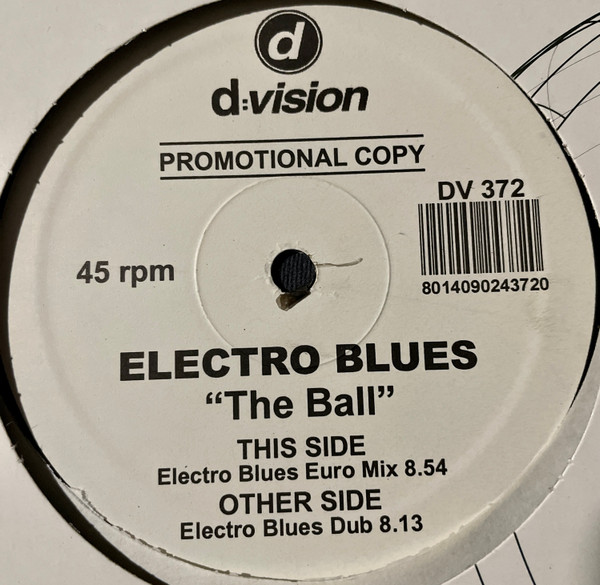 d
d:vision
PROMOTIONAL COPY
DV 372
45 rpm
8014090243720
ELECTRO BLUES
“The Ball”
THIS SIDE
Electro Blues Euro Mix 8.54
OTHER SIDE
Electro Blues Dub 8.13